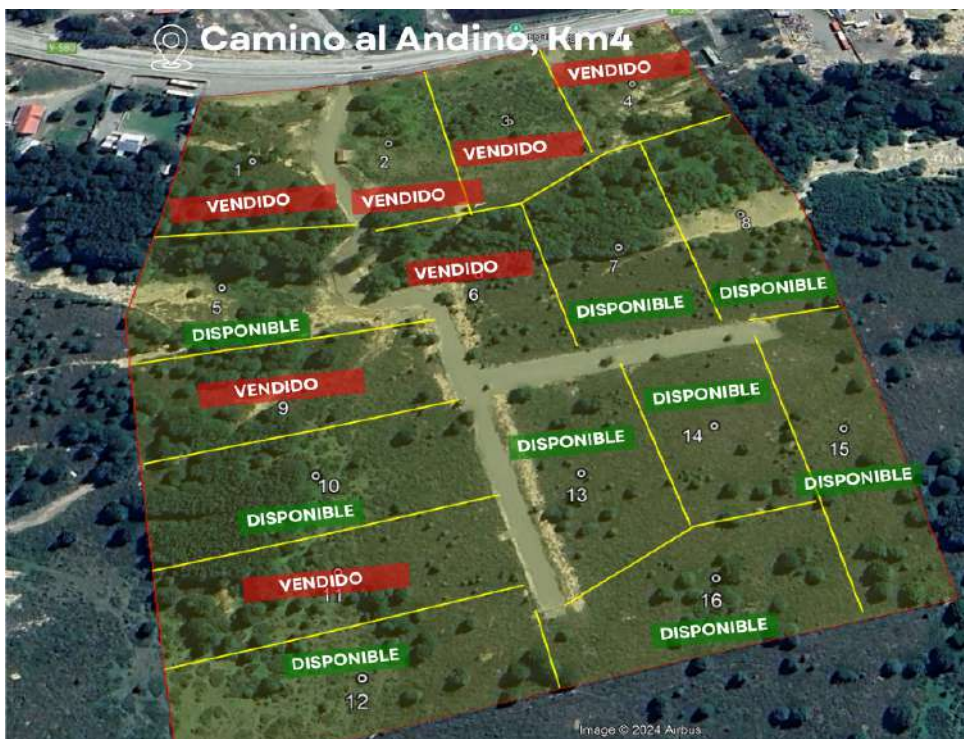 Camino al Andino, Km4
VENDIDO
4
3
VENDIDO
1
2
VENDIDO
VENDIDO
8
7
VENDIDO
6
5
DISPONIBLE
DISPONIBLE
DISPONIBLE
VENDIDO
9
DISPONIBLE
14
15
DISPONIBLE
13
DISPONIBLE
10
DISPONIBLE
VENDIDO
11
16
DISPONIBLE
DISPONIBLE
12
Image © 2024 Airbus